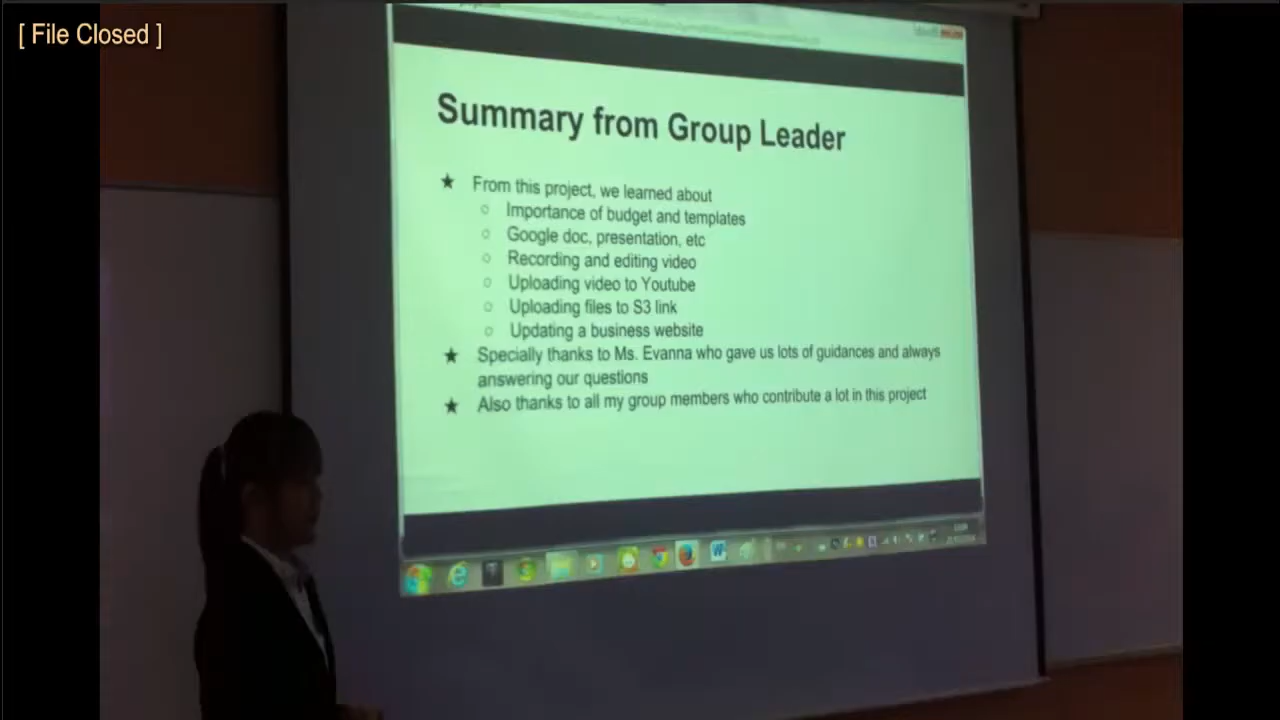 [ File Closed ]
Summary from Group Leader
★ From this project, we learned about
○ Importance of budget and templates
○ Google doc, presentation, etc
○ Recording and editing video
○ Uploading video to Youtube
○ Uploading files to S3 link
○ Updating a business website
★ Specially thanks to Ms. Evanna who gave us lots of guidances and always
answering our questions
★ Also thanks to all my group members who contribute a lot in this project